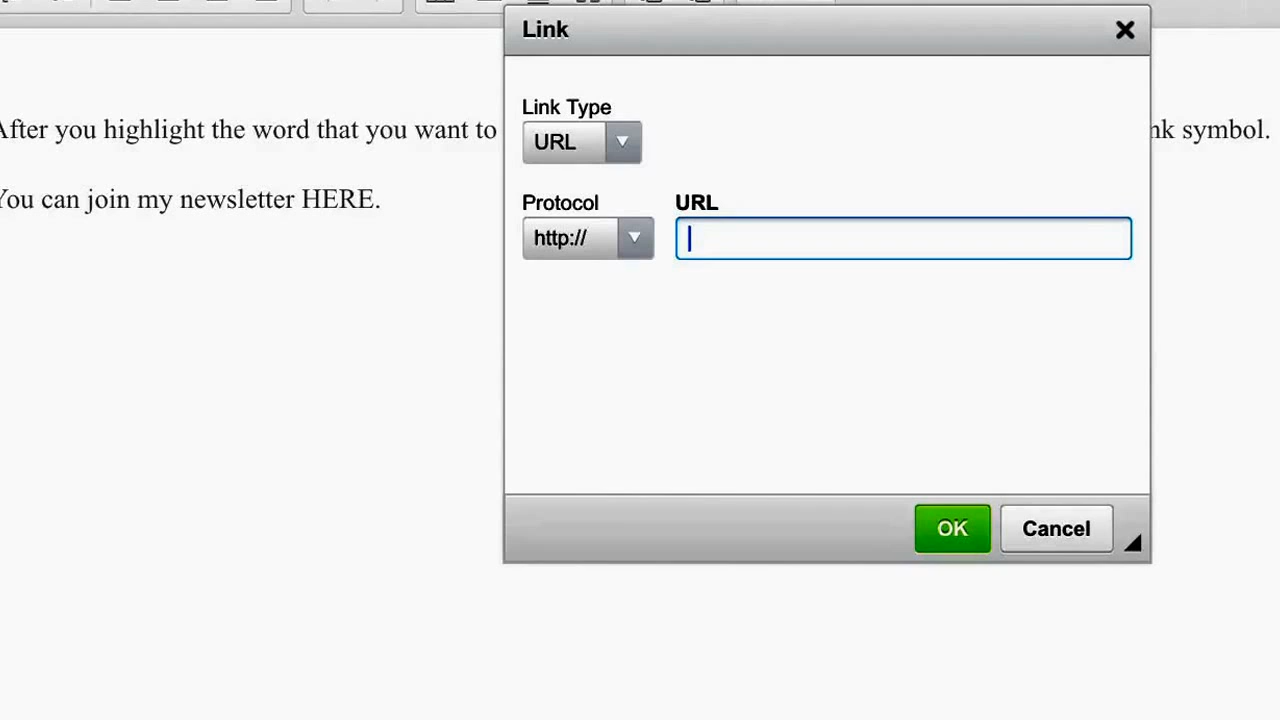 Link
Link Type
URL
Protocol URL
http://
OK Cancel
After you highlight the word that you want to
symbol.
You can join my newsletter HERE.